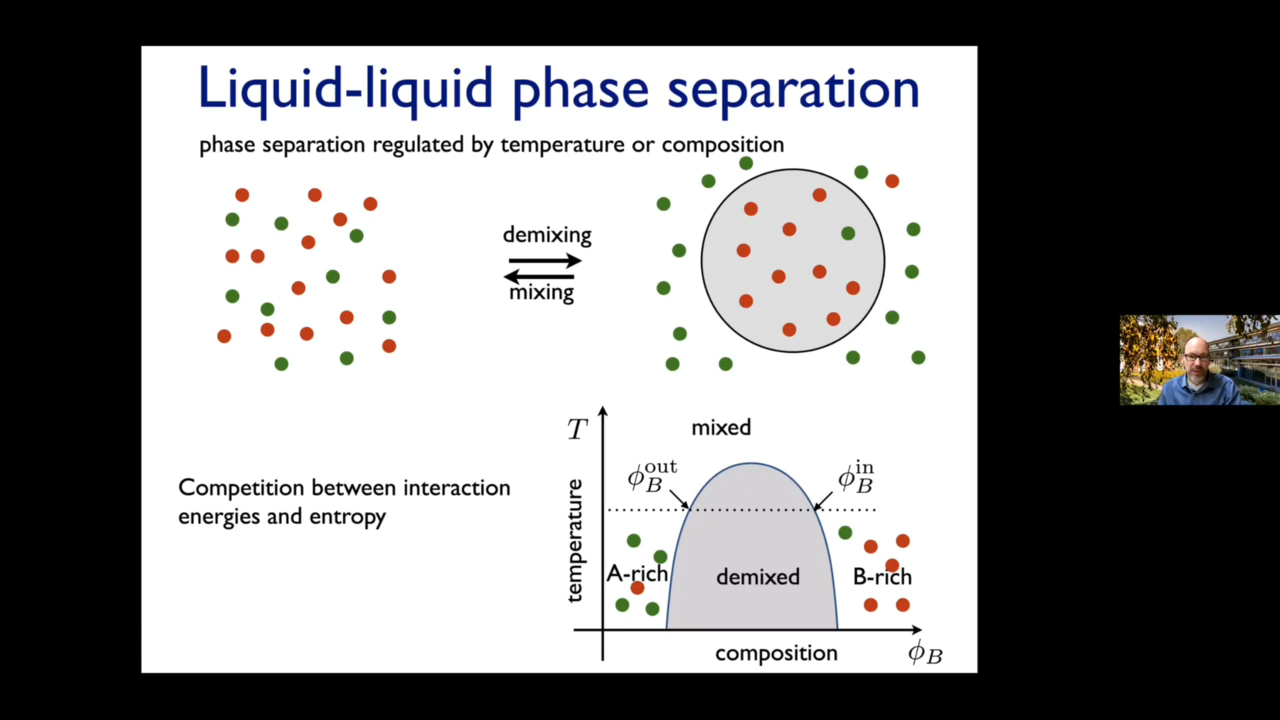 Liquid-liquid phase separation
phase separation regulated by temperature or composition
demixing
mixing
Competition between interaction
energies and entropy
T
mixed
ϕ_B^out
ϕ_B^in
temperature
A-rich
demixed
B-rich
composition
ϕ_B